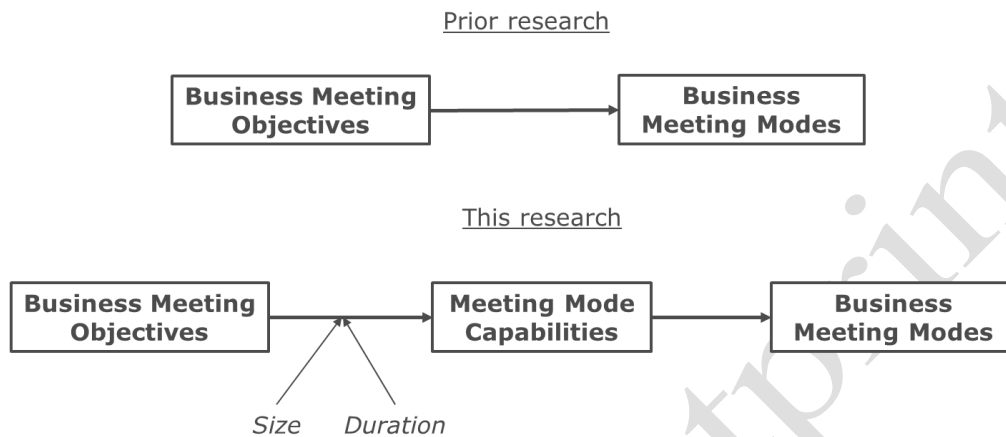 Prior research
Business Meeting
Objectives
Business
Meeting Modes
This research
Business Meeting
Objectives
Meeting Mode
Capabilities
Business
Meeting Modes
Size
Duration